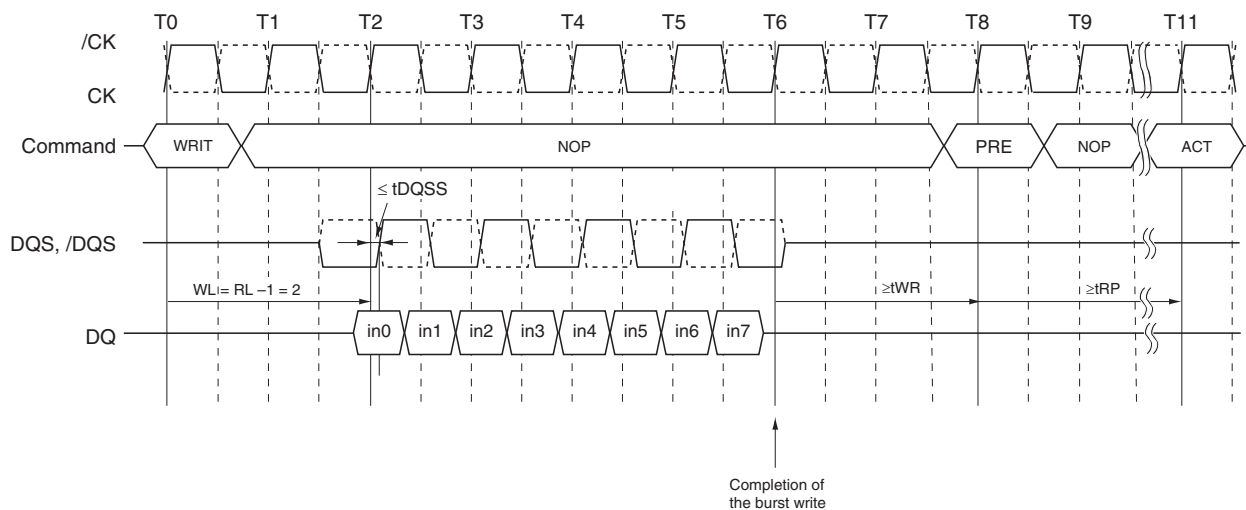 T0 T1 T2 T3 T4 T5 T6 T7 T8 T9 T11
/CK
CK
Command WRIT NOP PRE NOP ACT
≤ tDQSS
DQS, /DQS
WL = RL –1 = 2 ≥tWR ≥tRP
DQ in0 in1 in2 in3 in4 in5 in6 in7
Completion of
the burst write